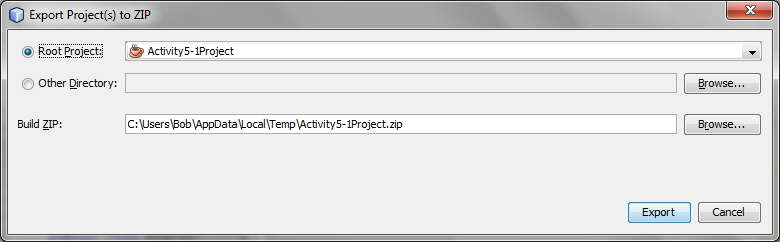 Export Project(s) to ZIP
Root Project: Activity5-1Project
Other Directory: Browse...
Build ZIP: C:\Users\Bob\AppData\Local\Temp\Activity5-1Project.zip Browse...
Export Cancel